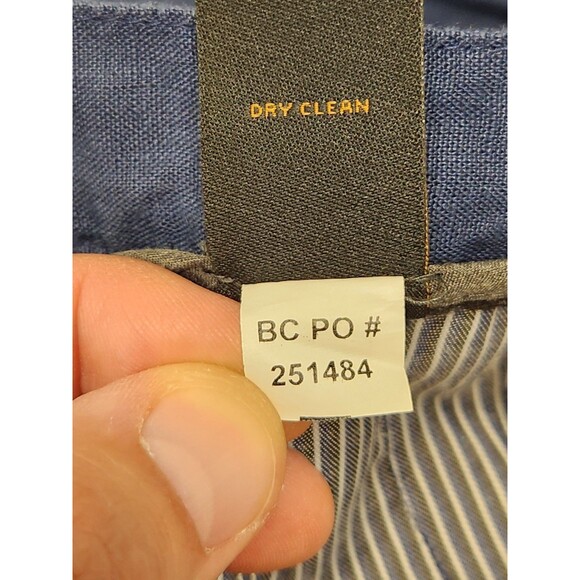 DRY CLEAN
BC PO #
251484